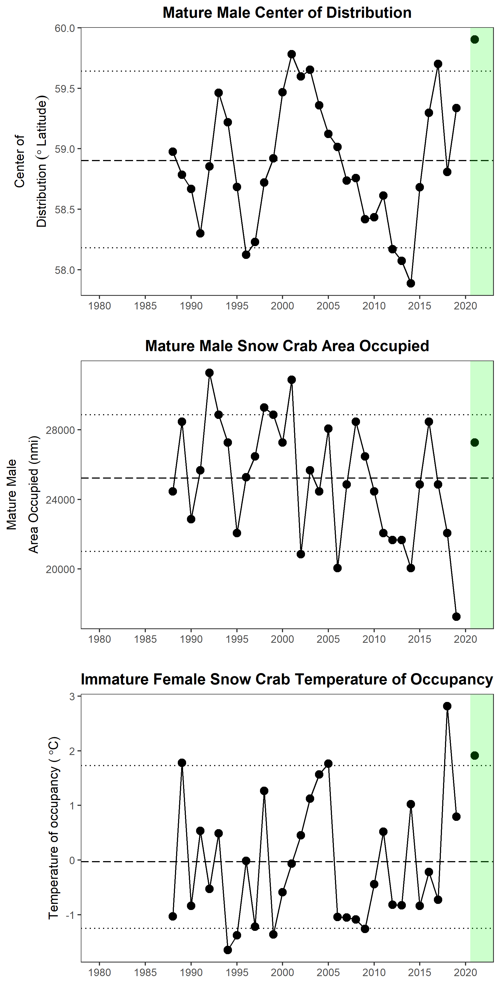 Mature Male Center of Distribution
Center of
Distribution (° Latitude)
60.0
59.5
59.0
58.5
58.0
1980 1985 1990 1995 2000 2005 2010 2015 2020
Mature Male Snow Crab Area Occupied
Mature Male
Area Occupied (nmi)
28000
24000
20000
1980 1985 1990 1995 2000 2005 2010 2015 2020
Immature Female Snow Crab Temperature of Occupancy
Temperature of occupancy ( °C)
3
2
1
0
-1
1980 1985 1990 1995 2000 2005 2010 2015 2020